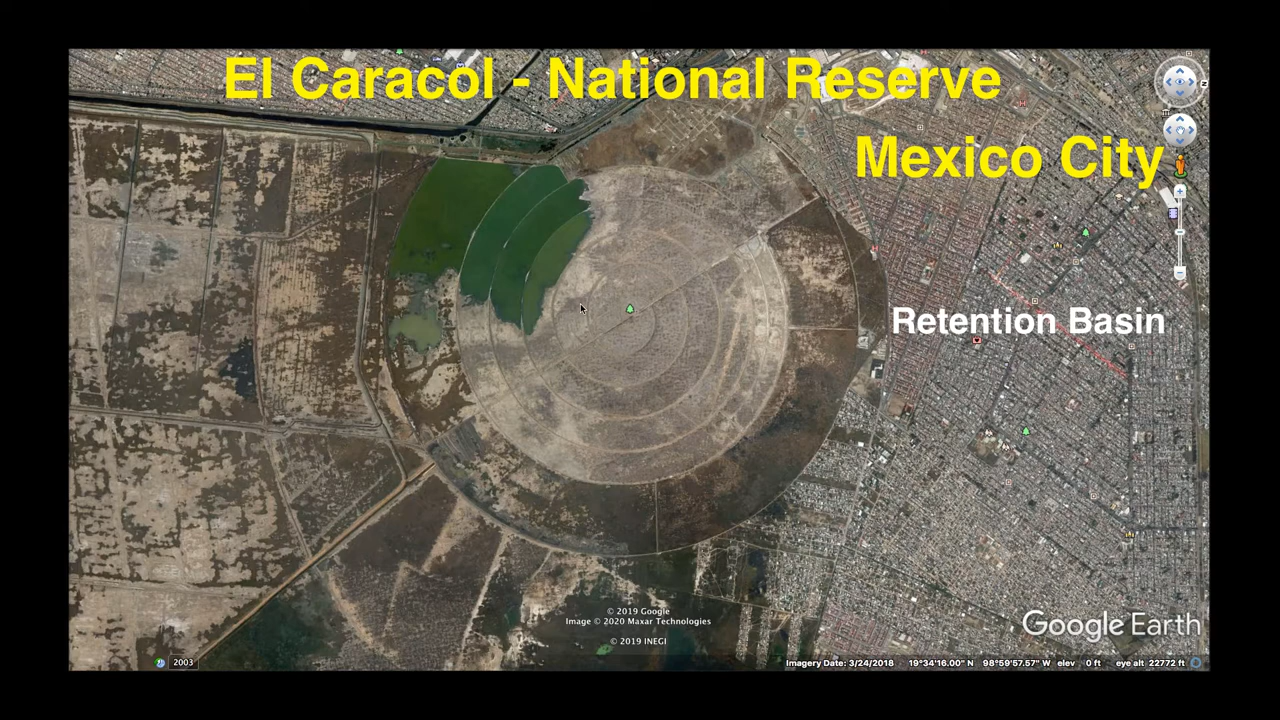 El Caracol - National Reserve
Mexico City
Retention Basin
© 2019 Google
Image © 2020 Maxar Technologies
© 2019 INEGI
Google Earth
2003
Imagery Date: 3/24/2018 19°34'16.00" N 98°59'57.57" W elev 0 ft eye alt 22772 ft